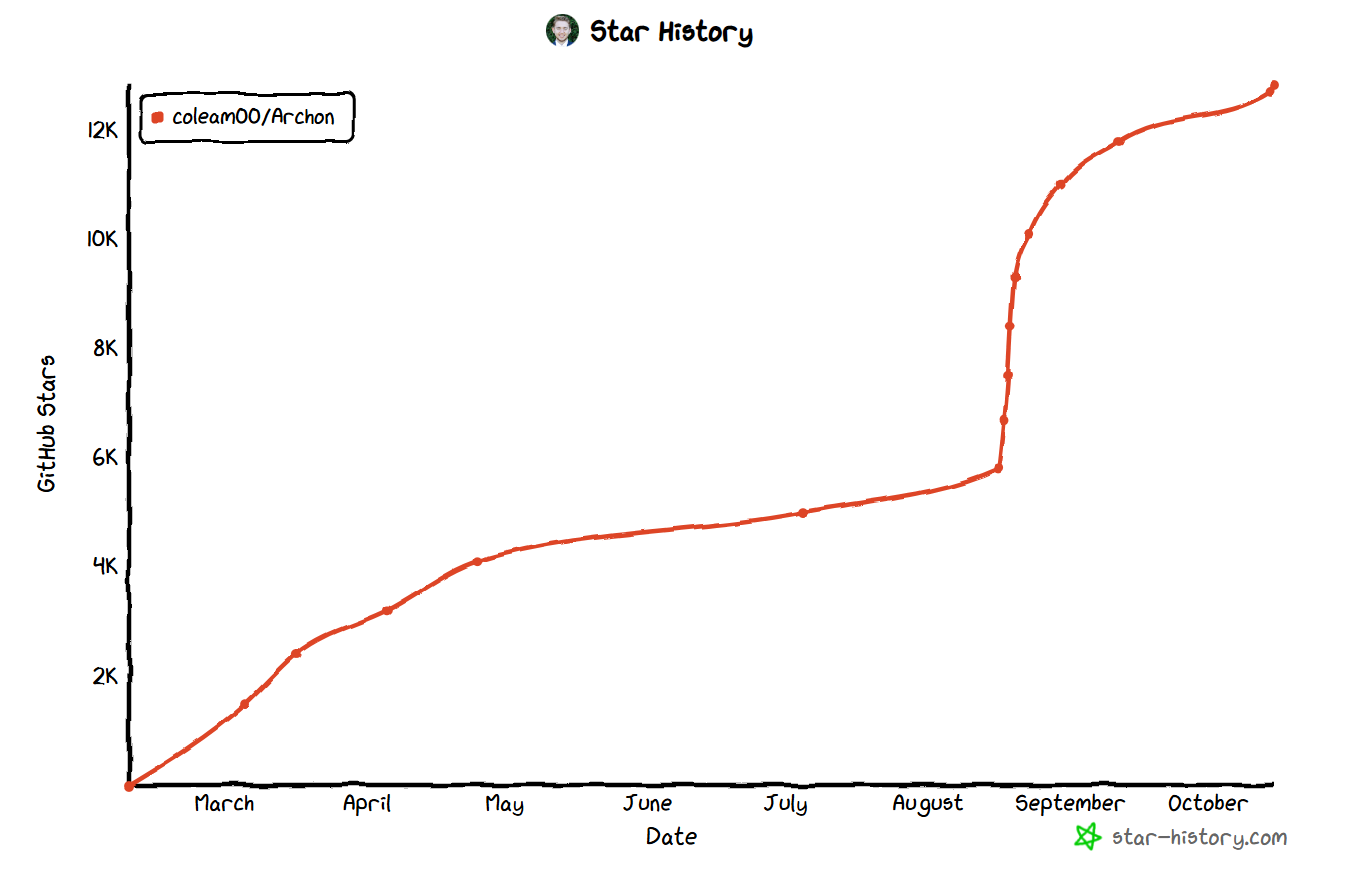 Star History
coleam00/Archon
12K
10K
8K
6K
4K
2K
GitHub Stars
March April May June July August September October
Date
star-history.com